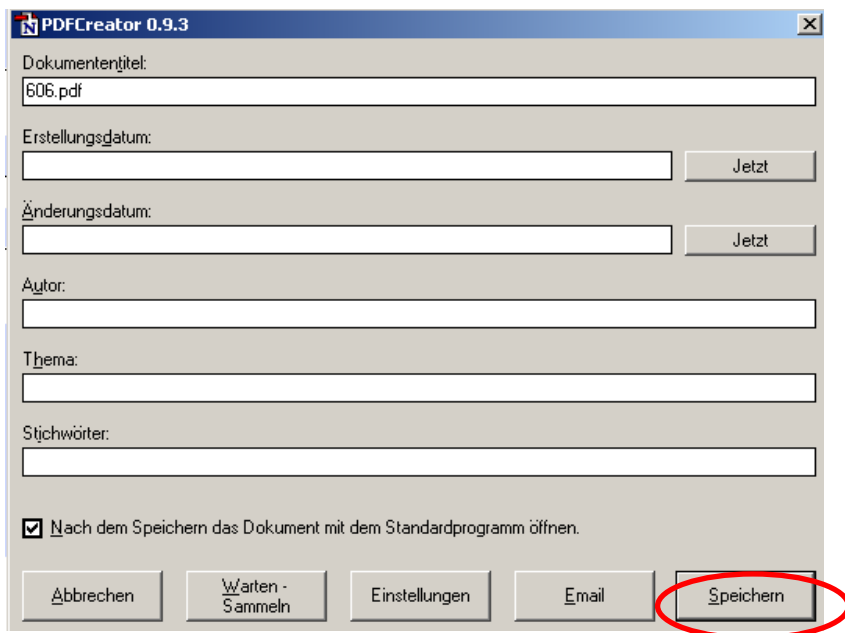 PDFCreator 0.9.3
Dokumententitel:
606.pdf
Erstellungsdatum:
Jetzt
Änderungsdatum:
Jetzt
Autor:
Thema:
Stichwörter:
Nach dem Speichern das Dokument mit dem Standardprogramm öffnen.
Abbrechen
Warten -
Sammeln
Einstellungen
Email
Speichern